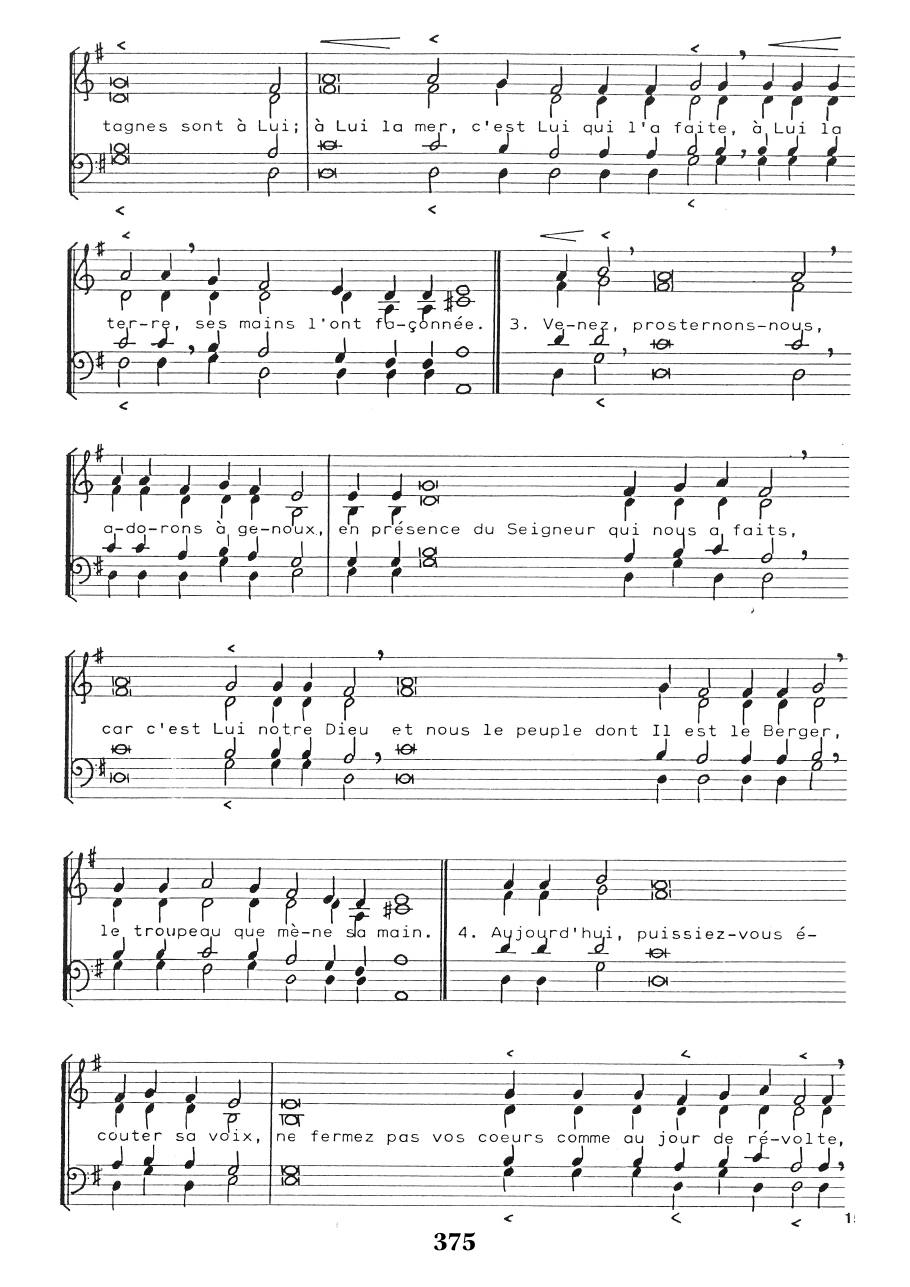 tagnes sont à Lui; à Lui la mer, c'est Lui qui l'a faite, à Lui la
ter-re, ses mains l'ont fa-çonnée. 3. Ve-nez, prosternons-nous,
a-do-rons à ge-noux, en présence du Seigneur qui nous a faits,
car c'est Lui notre Dieu et nous le peuple dont Il est le Berger,
le troupeau que mè-ne sa main. 4. Aujourd'hui, puissiez-vous é-
couter sa voix, ne fermez pas vos coeurs comme au jour de ré-volte,
375